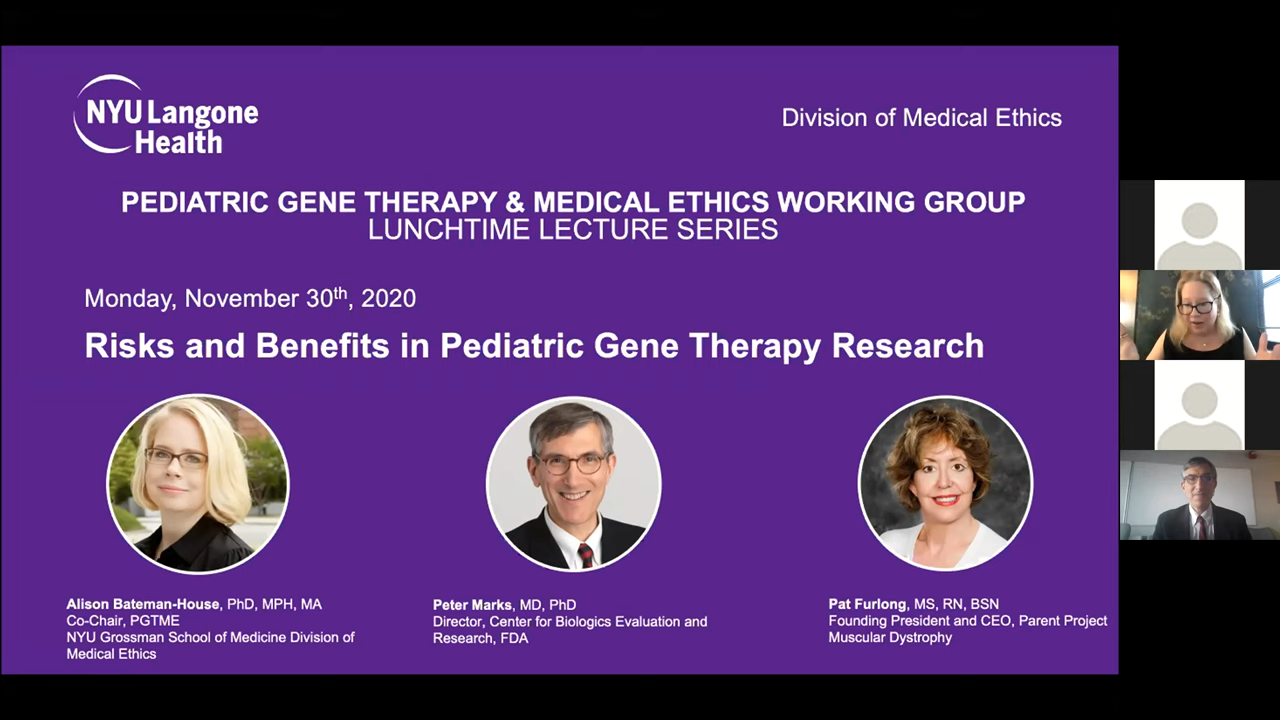 NYU Langone
Health
Division of Medical Ethics
PEDIATRIC GENE THERAPY & MEDICAL ETHICS WORKING GROUP
LUNCHTIME LECTURE SERIES
Monday, November 30th, 2020
Risks and Benefits in Pediatric Gene Therapy Research
Alison Bateman-House, PhD, MPH, MA
Co-Chair, PGTME
NYU Grossman School of Medicine Division of
Medical Ethics
Peter Marks, MD, PhD
Director, Center for Biologics Evaluation and
Research, FDA
Pat Furlong, MS, RN, BSN
Founding President and CEO, Parent Project
Muscular Dystrophy